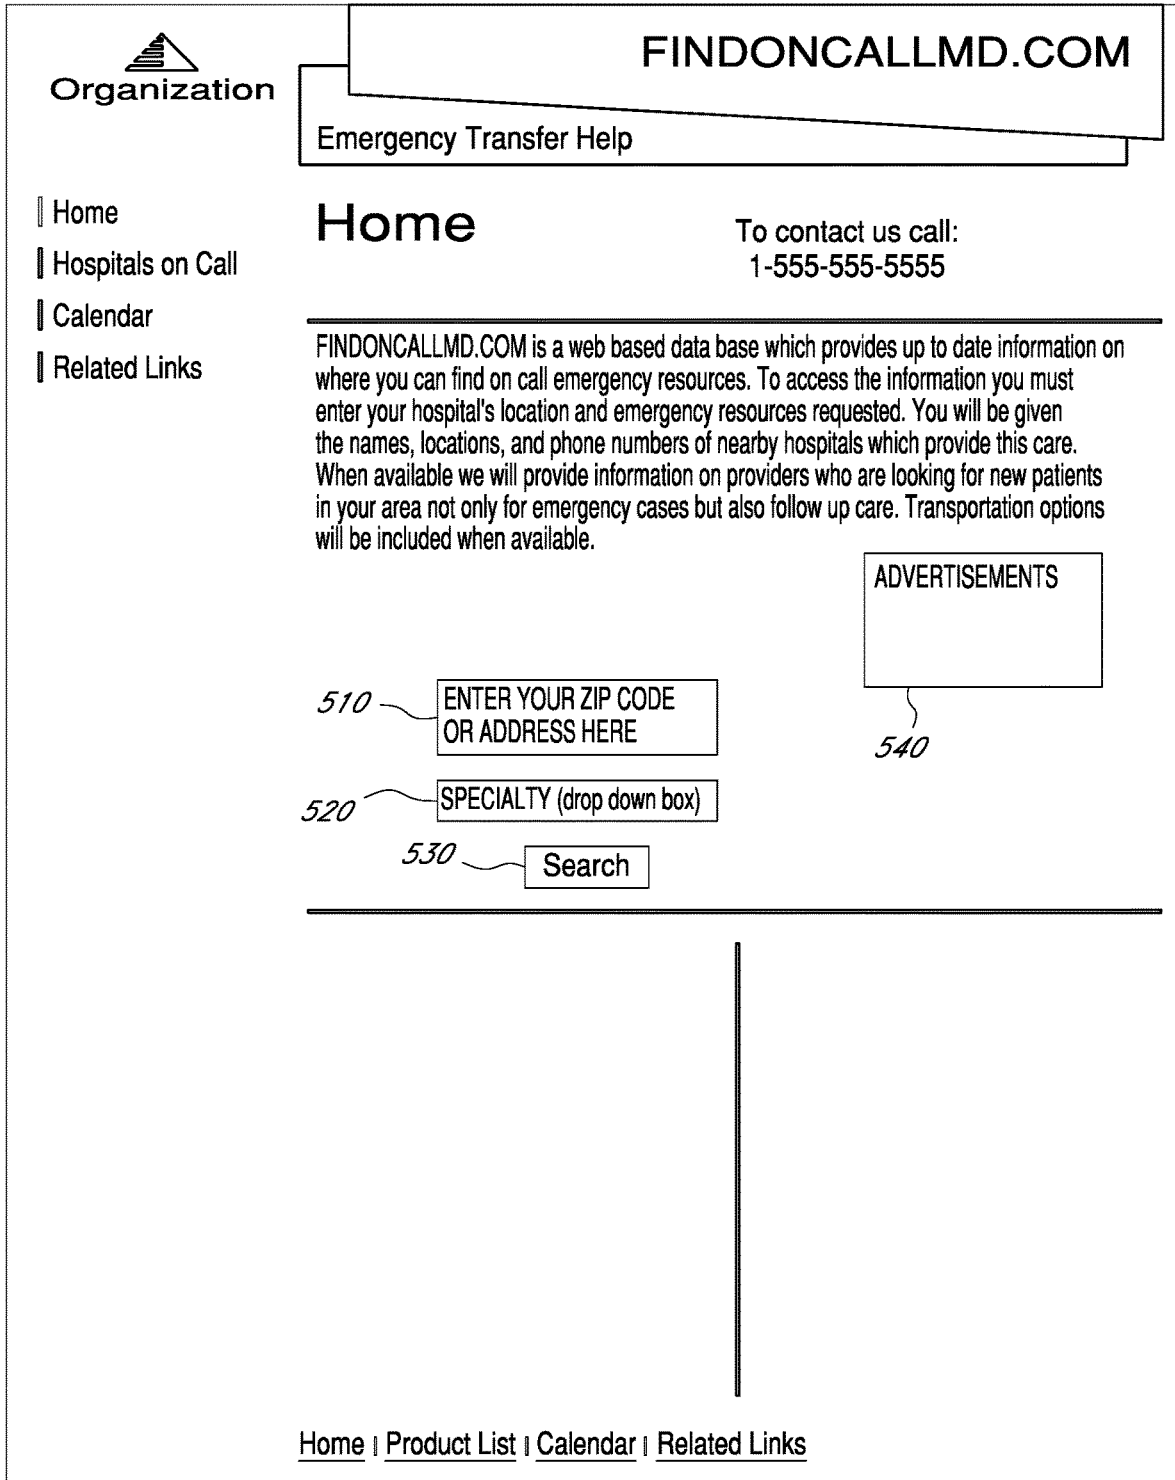 Organization
FINDONCALLMD.COM
Emergency Transfer Help
Home
Hospitals on Call
Calendar
Related Links
Home
To contact us call:
1-555-555-5555
FINDONCALLMD.COM is a web based data base which provides up to date information on
where you can find on call emergency resources. To access the information you must
enter your hospital's location and emergency resources requested. You will be given
the names, locations, and phone numbers of nearby hospitals which provide this care.
When available we will provide information on providers who are looking for new patients
in your area not only for emergency cases but also follow up care. Transportation options
will be included when available.
ADVERTISEMENTS
540
510
ENTER YOUR ZIP CODE
OR ADDRESS HERE
520
SPECIALTY (drop down box)
530
Search
Home Product List Calendar Related Links